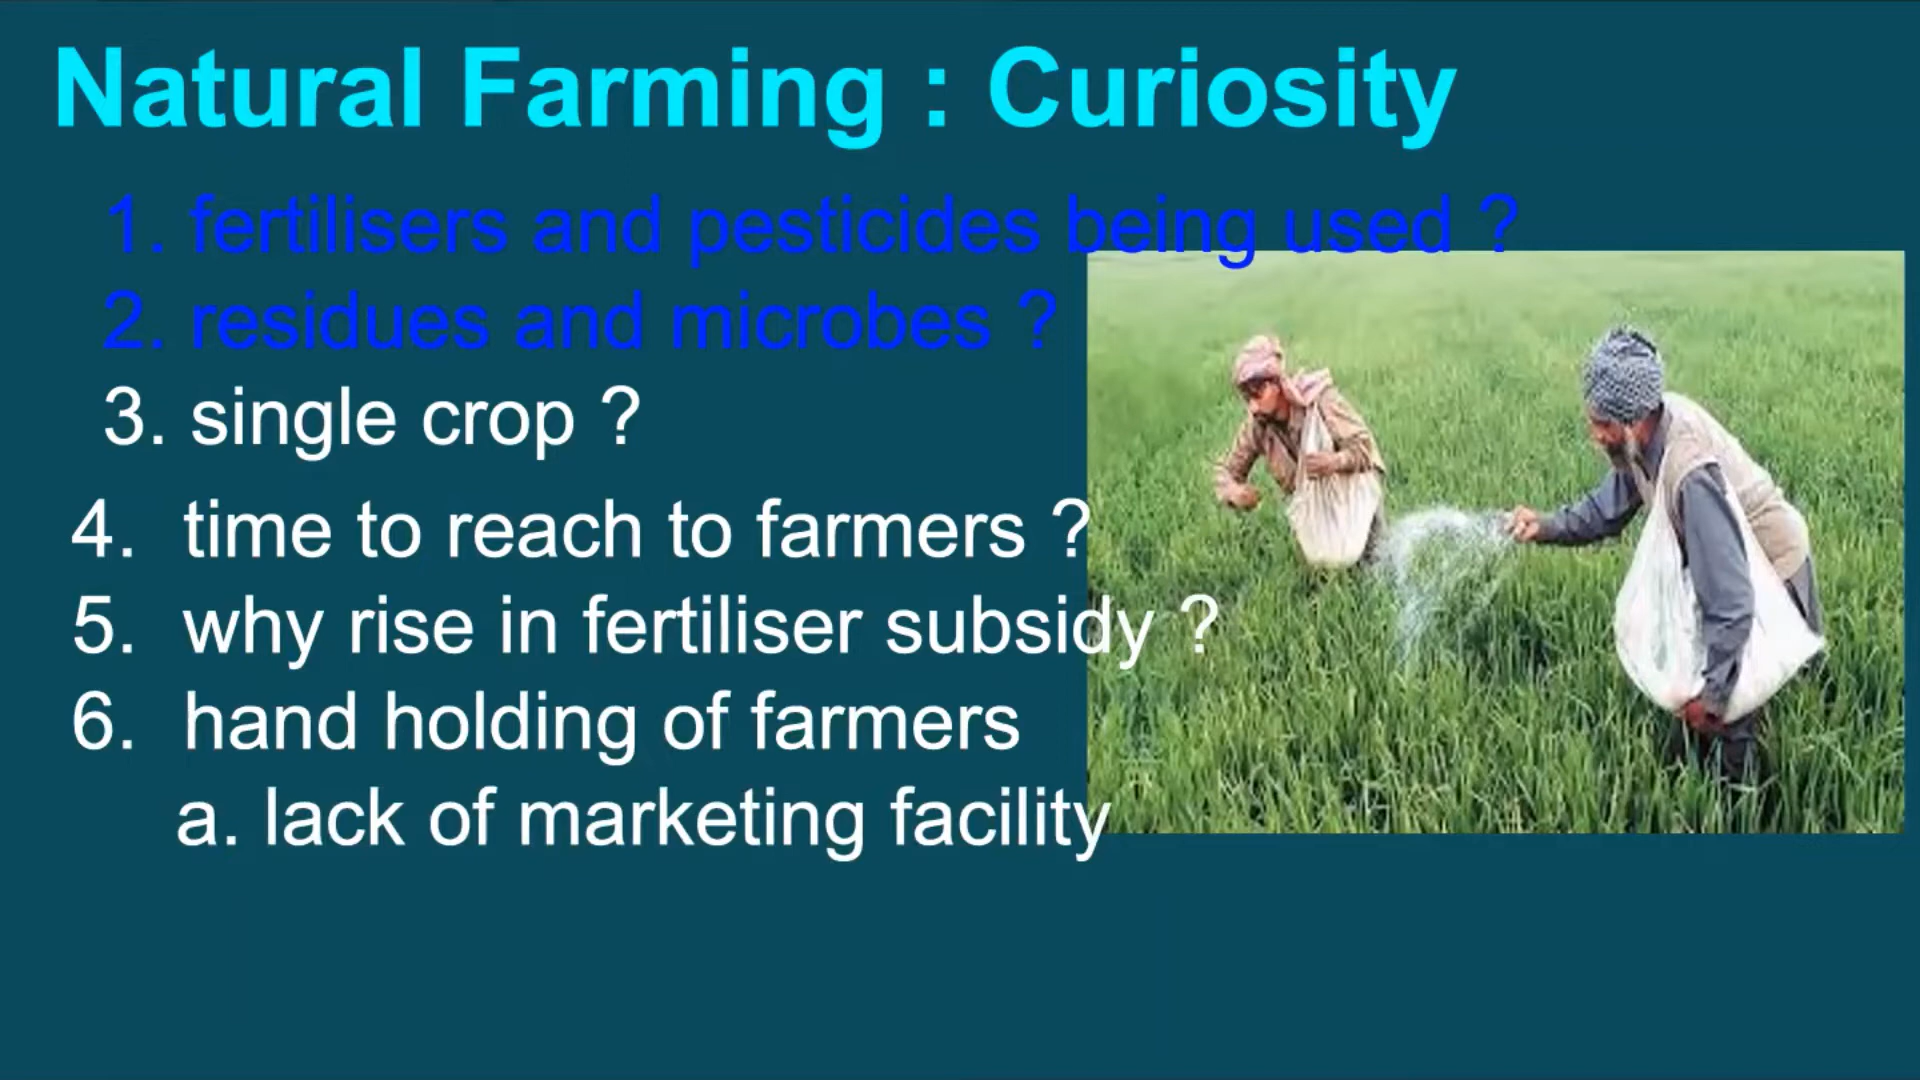 Natural Farming : Curiosity
1. fertilisers and pesticides being used ?
2. residues and microbes ?
3. single crop ?
4. time to reach to farmers ?
5. why rise in fertiliser subsidy ?
6. hand holding of farmers
a. lack of marketing facility